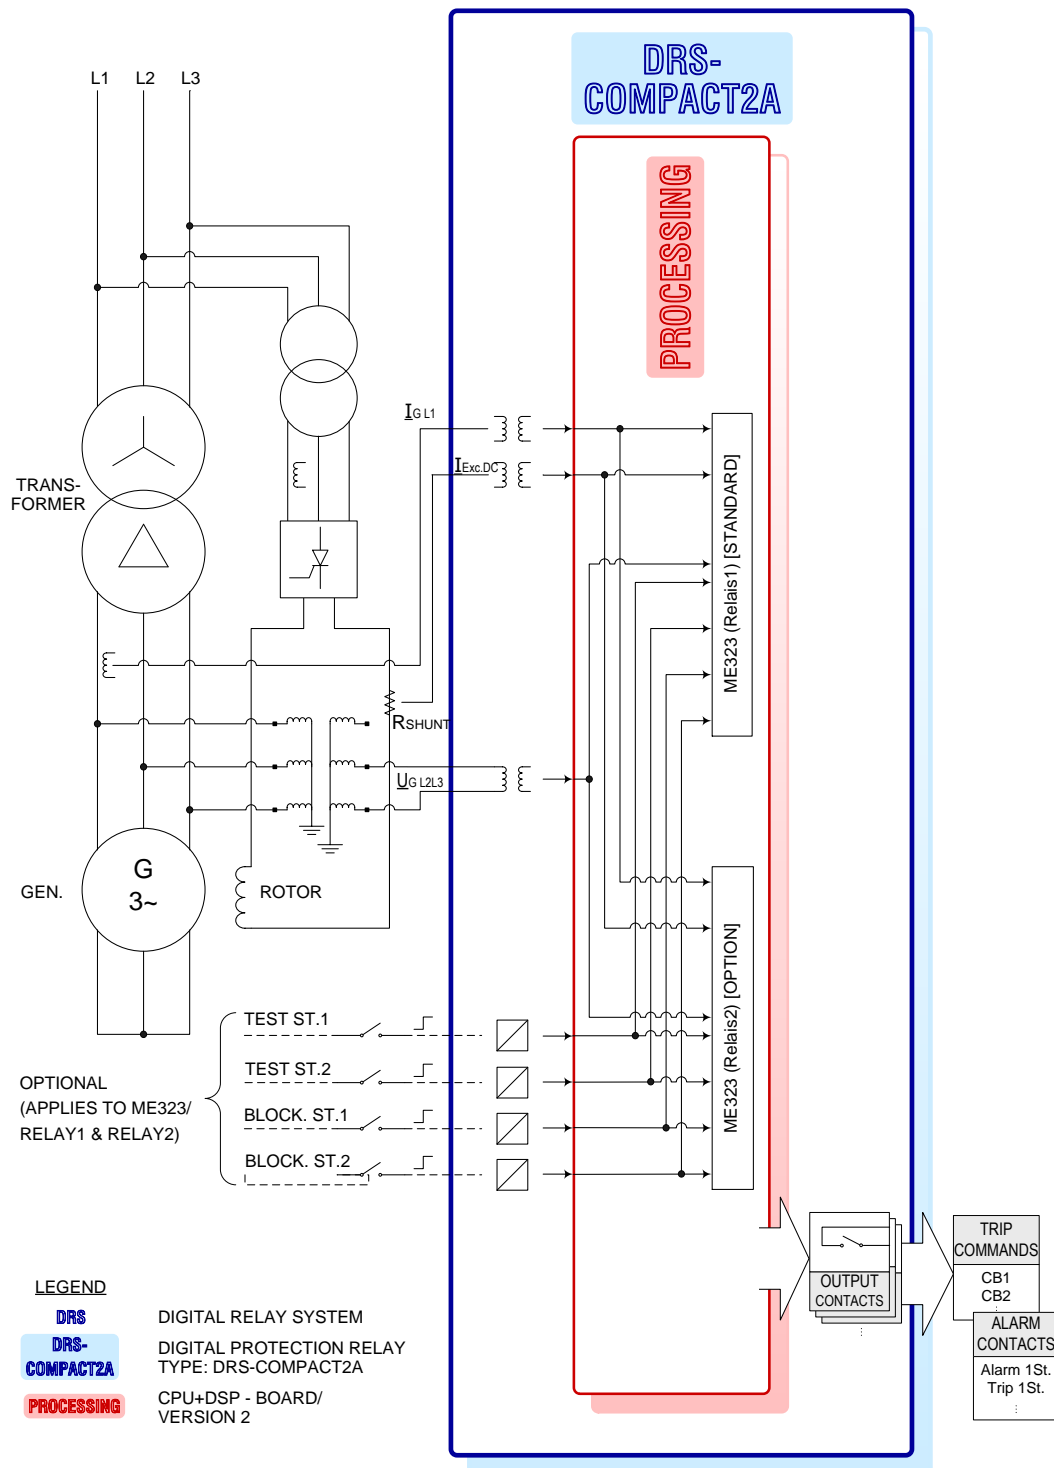 DRS-
COMPACT2A
L1 L2 L3
PROCESSING
IG L1
IExc.DC
TRANS-
FORMER
ME323 (Relais1) [STANDARD]
RSHUNT
UG L2L3
G
3~
GEN.
ROTOR
ME323 (Relais2) [OPTION]
TEST ST.1
TEST ST.2
BLOCK. ST.1
BLOCK. ST.2
OPTIONAL
(APPLIES TO ME323/
RELAY1 & RELAY2)
OUTPUT
CONTACTS
⋮
TRIP
COMMANDS
CB1
CB2
⋮
ALARM
CONTACTS
Alarm 1St.
Trip 1St.
⋮
LEGEND
DRS DIGITAL RELAY SYSTEM
DRS-
COMPACT2A
DIGITAL PROTECTION RELAY
TYPE: DRS-COMPACT2A
PROCESSING
CPU+DSP - BOARD/
VERSION 2